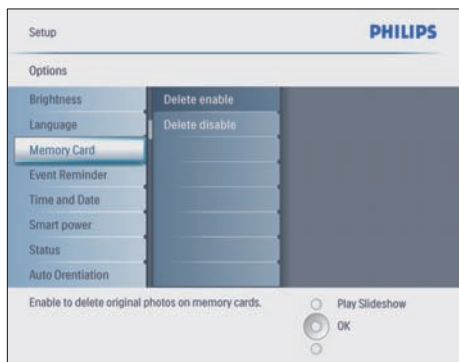 Setup
PHILIPS
Options
Brightness
Delete enable
Language
Delete disable
Memory Card
Event Reminder
Time and Date
Smart power
Status
Auto Orentiation
Enable to delete original photos on memory cards.
Play Slideshow
OK